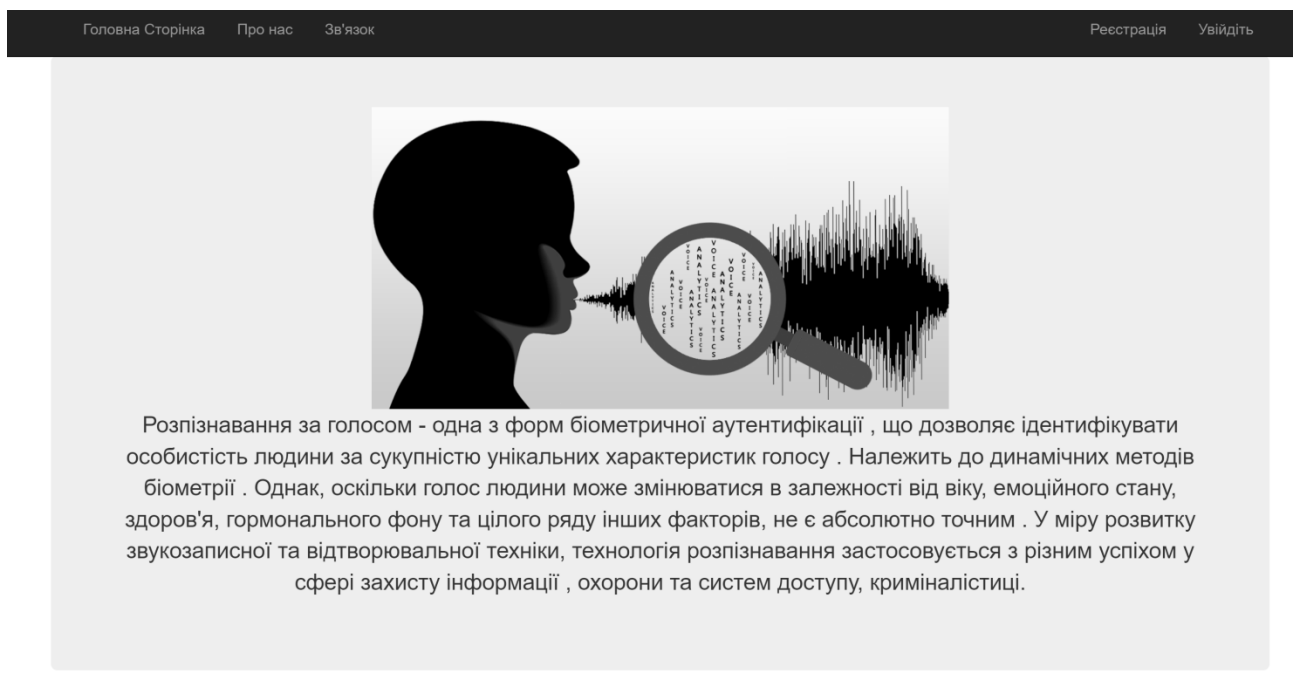 Головна Сторінка Про нас Зв'язок Реєстрація Увійдіть
VOICE ANALYTICS
Розпізнавання за голосом - одна з форм біометричної аутентифікації , що дозволяє ідентифікувати
особистість людини за сукупністю унікальних характеристик голосу . Належить до динамічних методів
біометрії . Однак, оскільки голос людини може змінюватися в залежності від віку, емоційного стану,
здоров'я, гормонального фону та цілого ряду інших факторів, не є абсолютно точним . У міру розвитку
звукозаписної та відтворювальної техніки, технологія розпізнавання застосовується з різним успіхом у
сфері захисту інформації , охорони та систем доступу, криміналістиці.